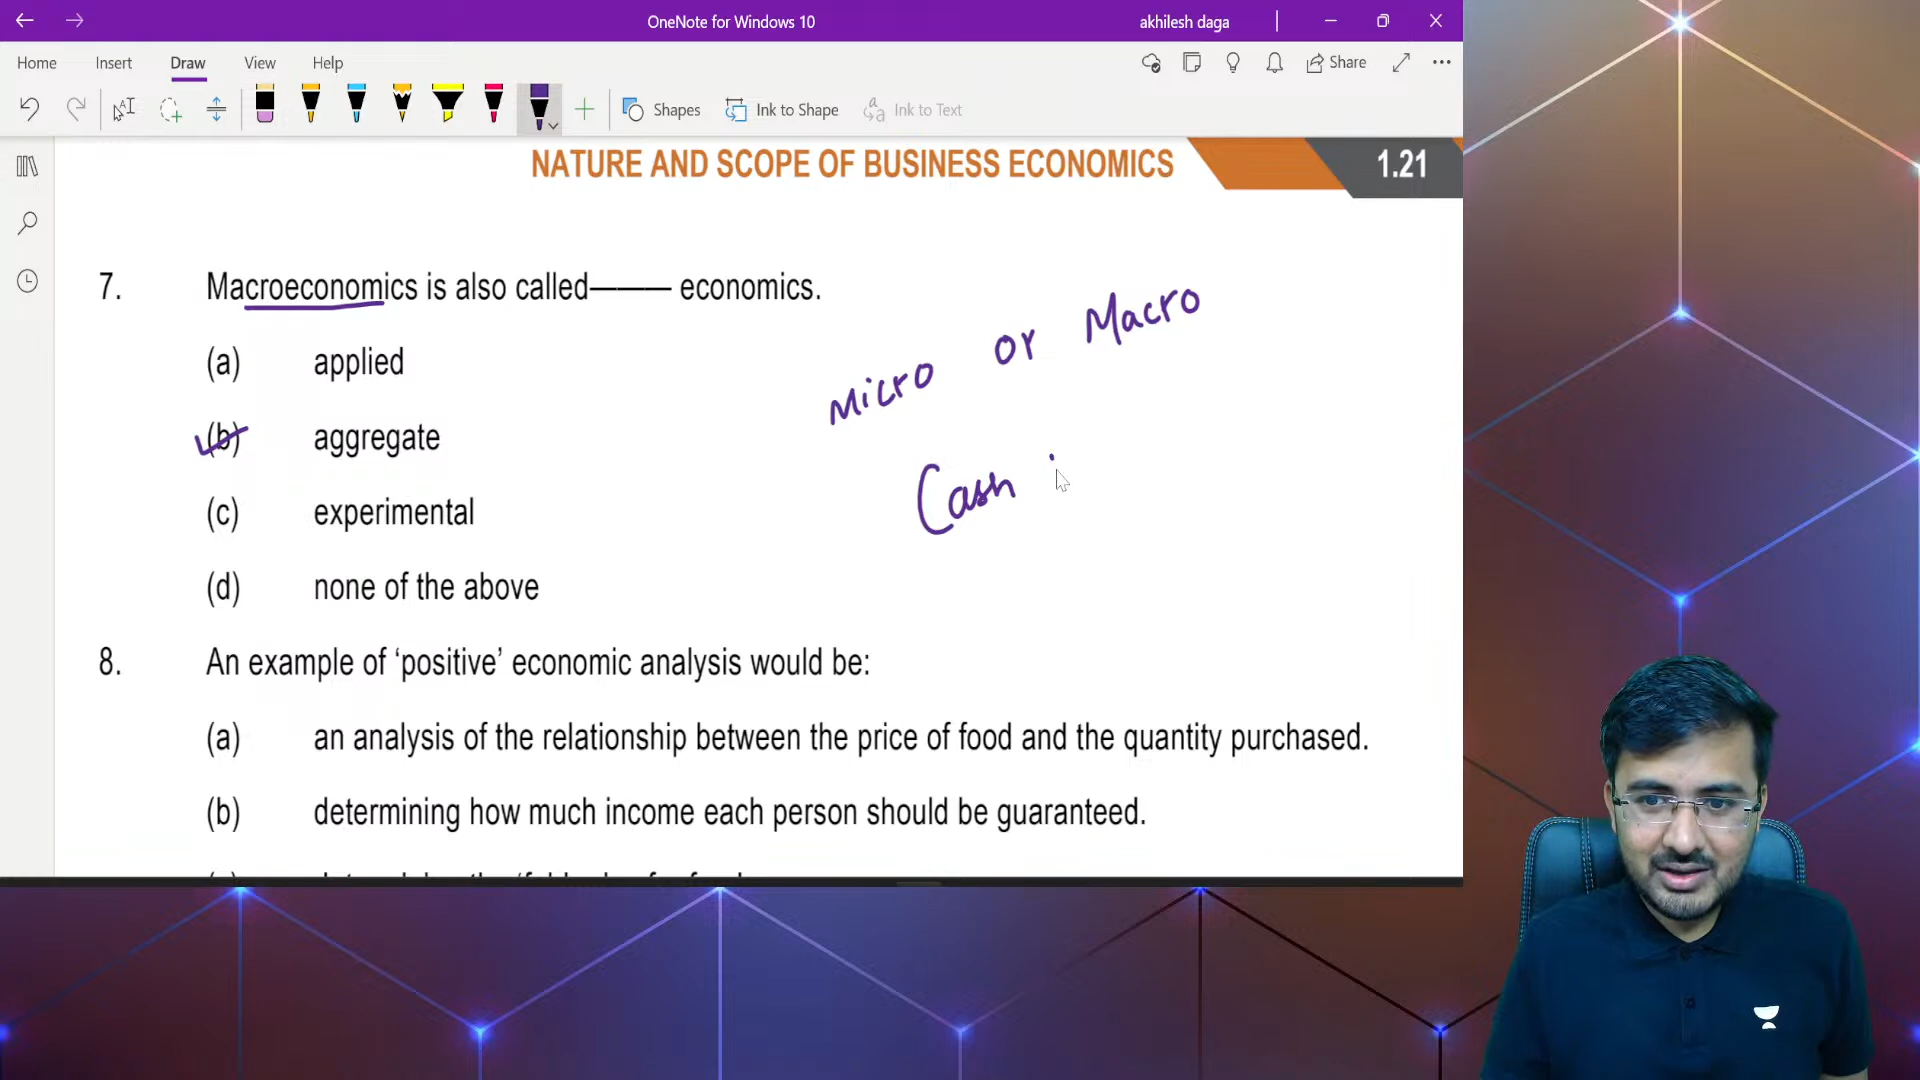 OneNote for Windows 10
akhilesh daga
Home Insert Draw View Help
Share
Shapes Ink to Shape Ink to Text
NATURE AND SCOPE OF BUSINESS ECONOMICS 1.21
7. Macroeconomics is also called——— economics.
(a) applied
(b) aggregate
(c) experimental
(d) none of the above
Micro or Macro
Cash
8. An example of ‘positive’ economic analysis would be:
(a) an analysis of the relationship between the price of food and the quantity purchased.
(b) determining how much income each person should be guaranteed.